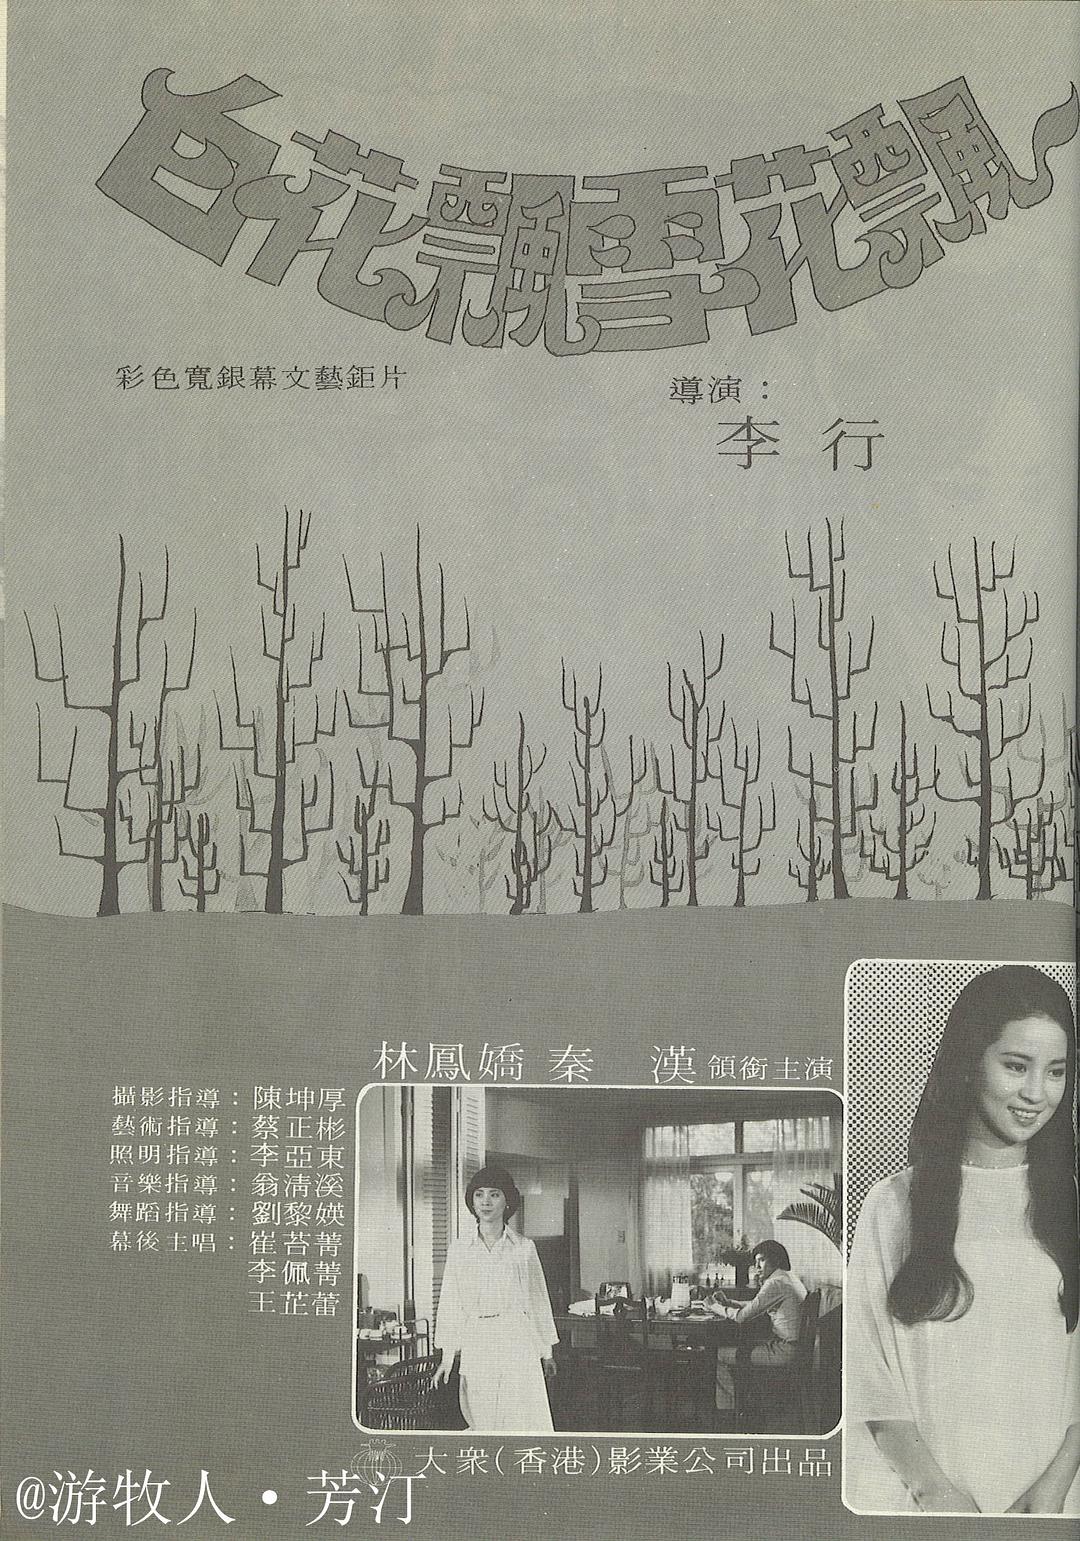 白花飄雪花飄
彩色寬銀幕文藝鉅片
導演：
李行
林鳳嬌 秦漢 領銜主演
攝影指導：陳坤厚
藝術指導：蔡正彬
照明指導：李亞東
音樂指導：翁清溪
舞蹈指導：劉黎媖
幕後主唱：崔苔菁
李佩菁
王芷蕾
大眾(香港)影業公司出品
@游牧人·芳汀